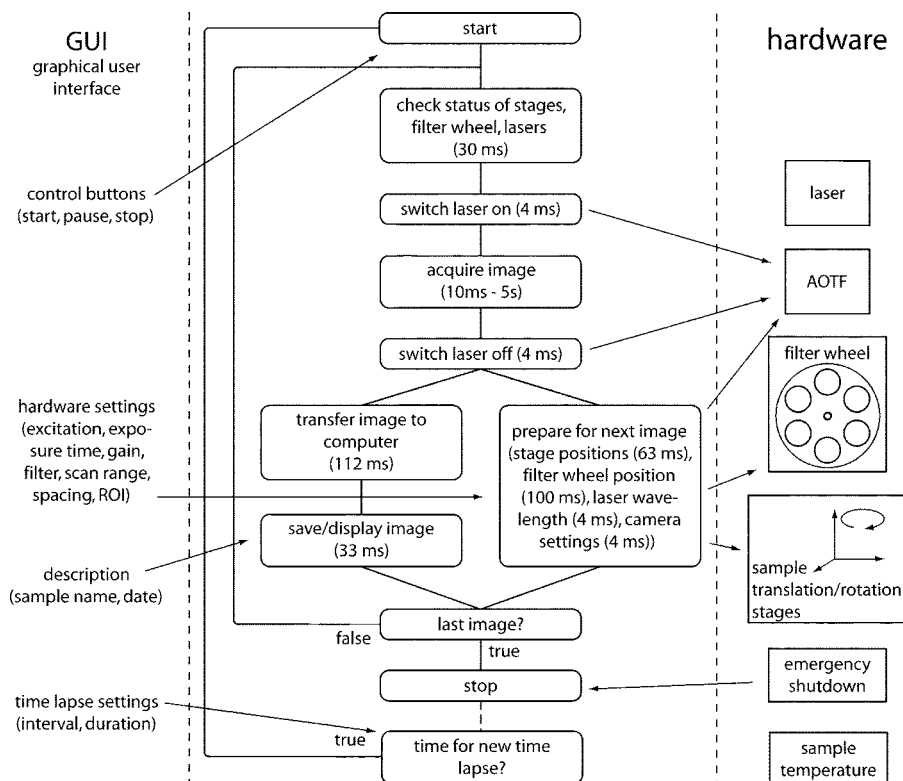 GUI
graphical user
interface
control buttons
(start, pause, stop)
hardware settings
(excitation, expo-
sure time, gain,
filter, scan range,
spacing, ROI)
description
(sample name, date)
time lapse settings
(interval, duration)
start
check status of stages,
filter wheel, lasers
(30 ms)
switch laser on (4 ms)
acquire image
(10ms - 5s)
switch laser off (4 ms)
transfer image to
computer
(112 ms)
save/display image
(33 ms)
prepare for next image
(stage positions (63 ms),
filter wheel position
(100 ms), laser wave-
length (4 ms), camera
settings (4 ms))
last image?
false
true
stop
true
time for new time
lapse?
hardware
laser
AOTF
filter wheel
sample
translation/rotation
stages
emergency
shutdown
sample
temperature